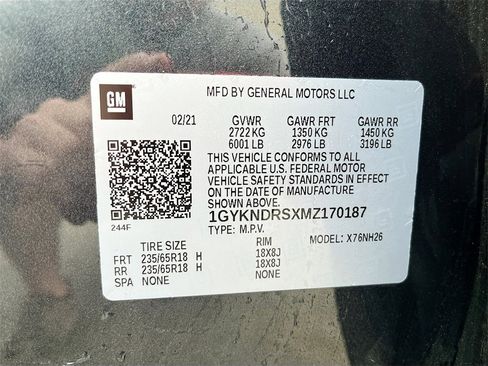 GM
MFD BY GENERAL MOTORS LLC
02/21 GVWR GAWR FRT GAWR RR
2722 KG 1350 KG 1450 KG
6001 LB 2976 LB 3196 LB
THIS VEHICLE CONFORMS TO ALL
APPLICABLE U.S. FEDERAL MOTOR
VEHICLE SAFETY STANDARDS IN EFFECT
ON THE DATE OF MANUFACTURE
SHOWN ABOVE
1GYKNDRSXMZ170187
244F TYPE: M.P.V. MODEL: X76NH26
TIRE SIZE RIM
FRT 235/65R18 H 18X8J
RR 235/65R18 H 18X8J
SPA NONE NONE